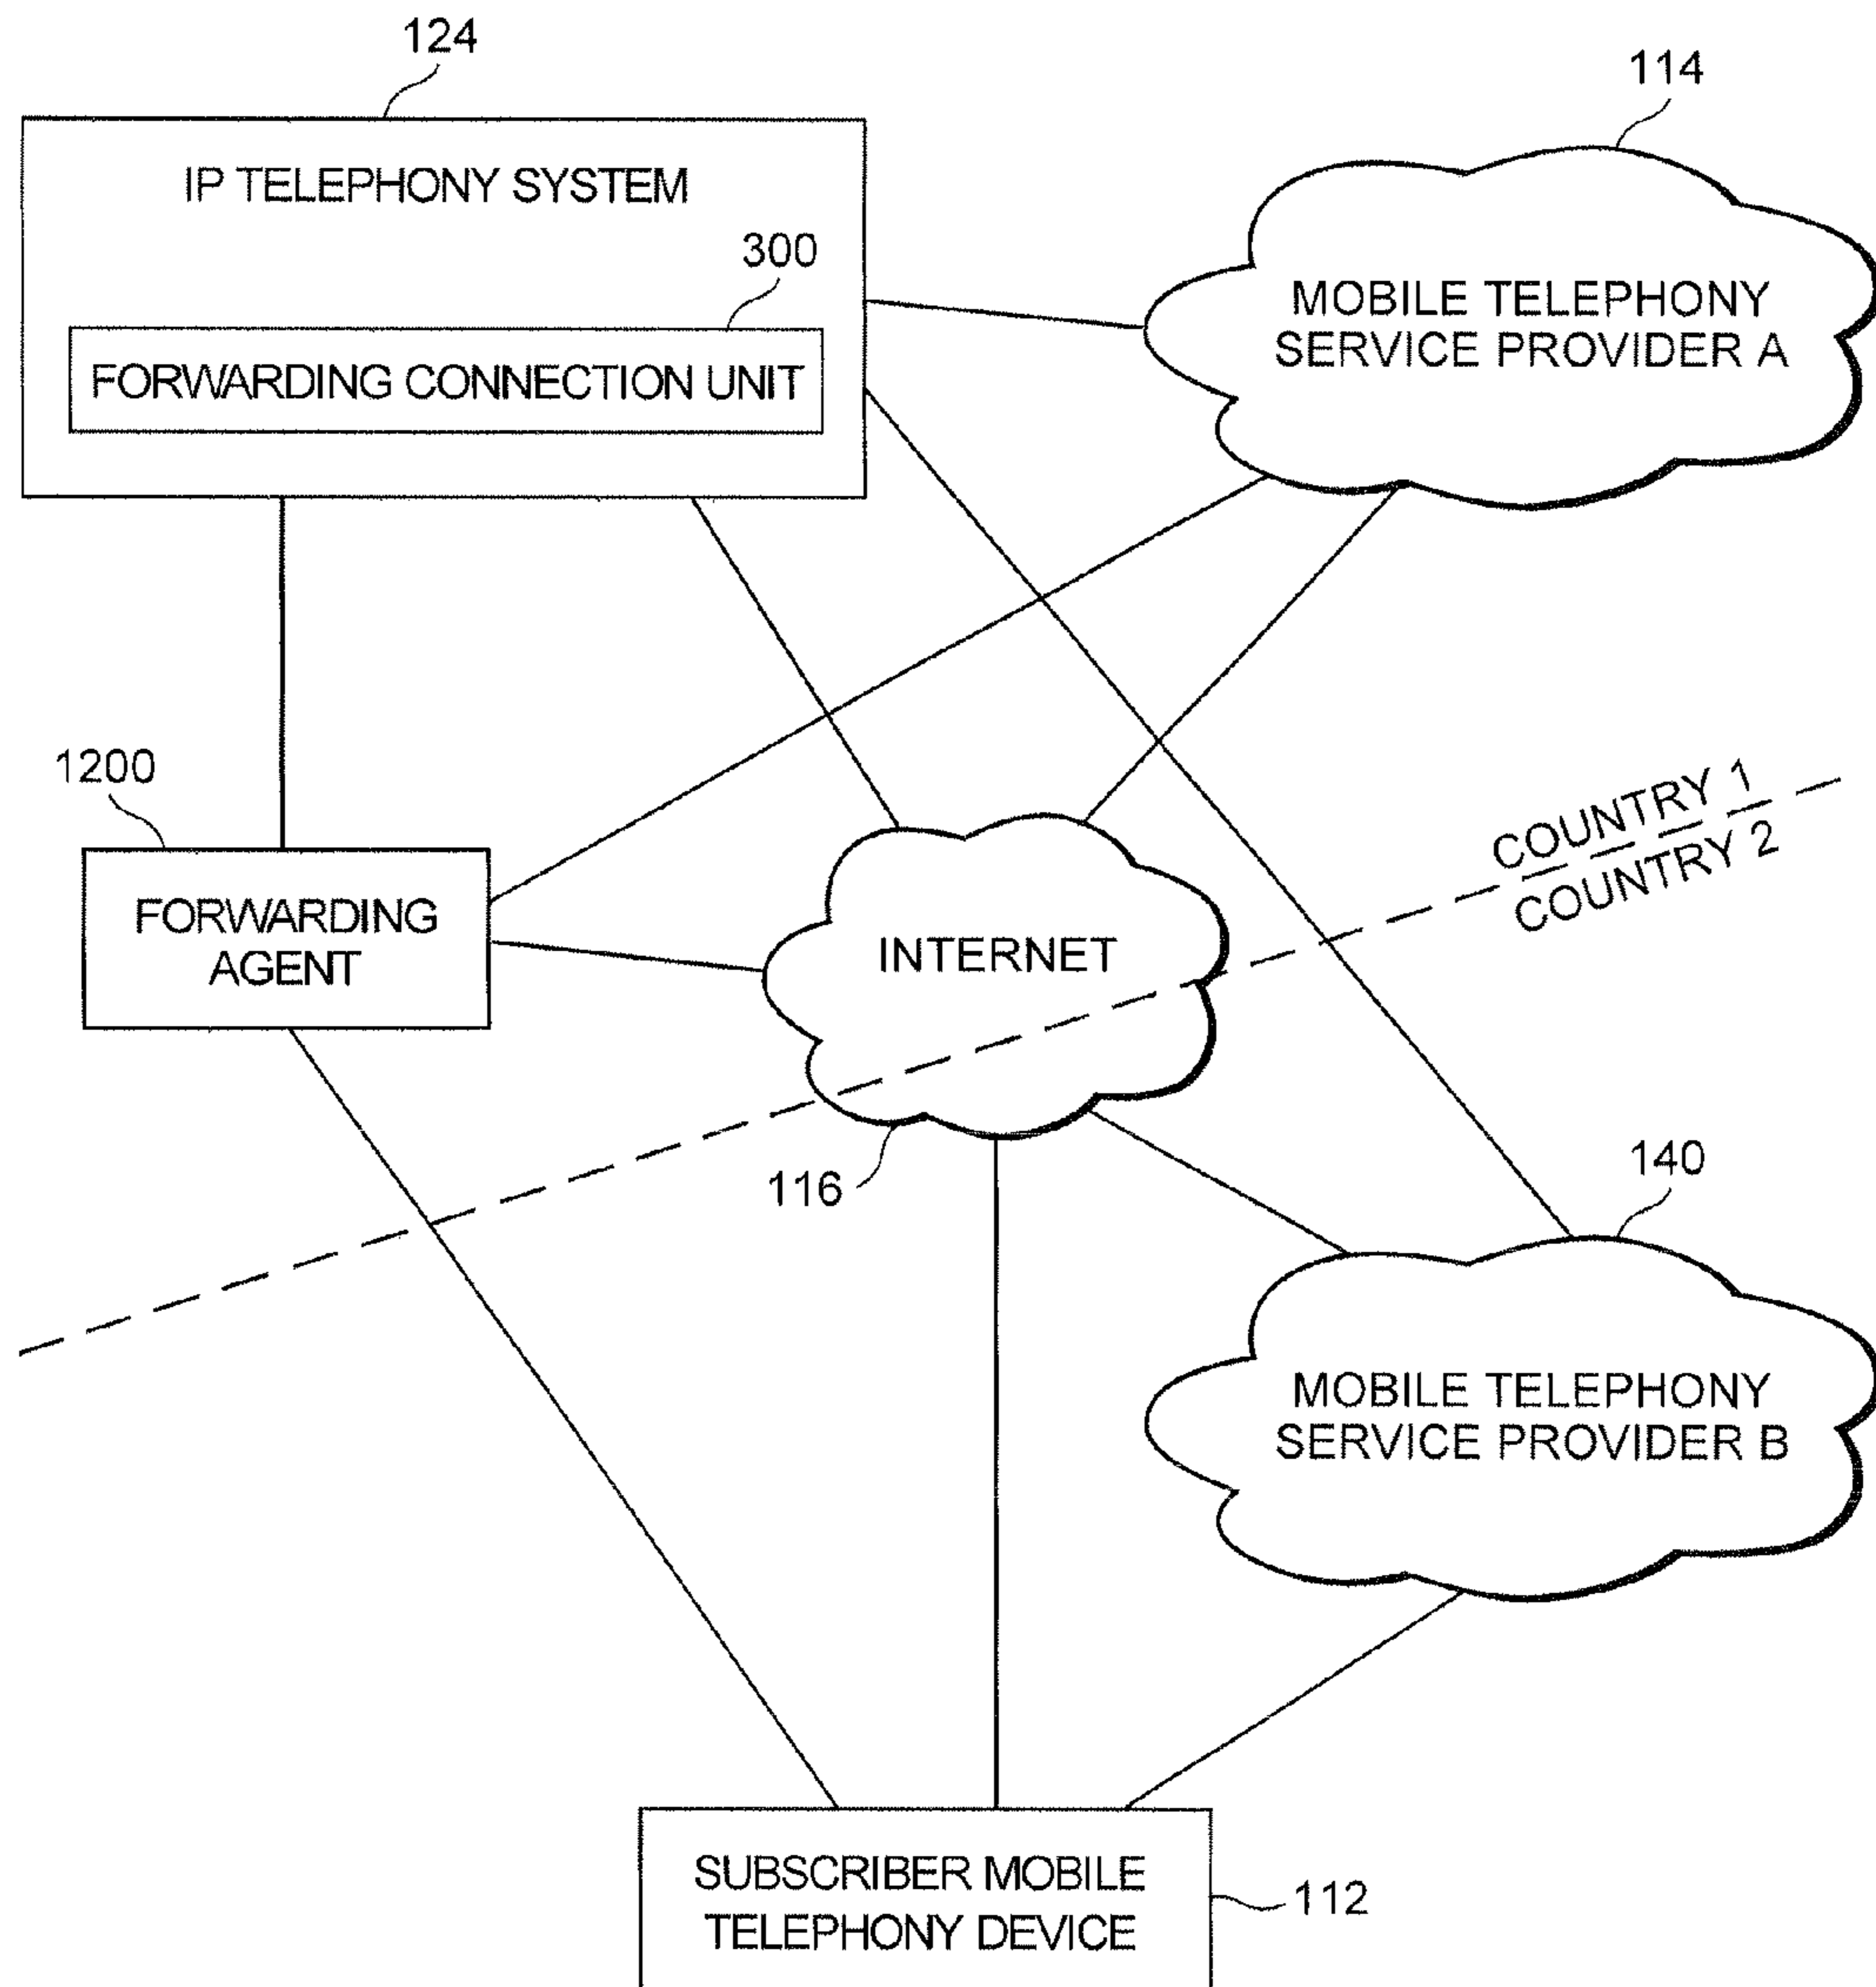 124
114
IP TELEPHONY SYSTEM
300
FORWARDING CONNECTION UNIT
MOBILE TELEPHONY
SERVICE PROVIDER A
1200
FORWARDING
AGENT
INTERNET
COUNTRY 1
COUNTRY 2
116
140
MOBILE TELEPHONY
SERVICE PROVIDER B
SUBSCRIBER MOBILE
TELEPHONY DEVICE
112